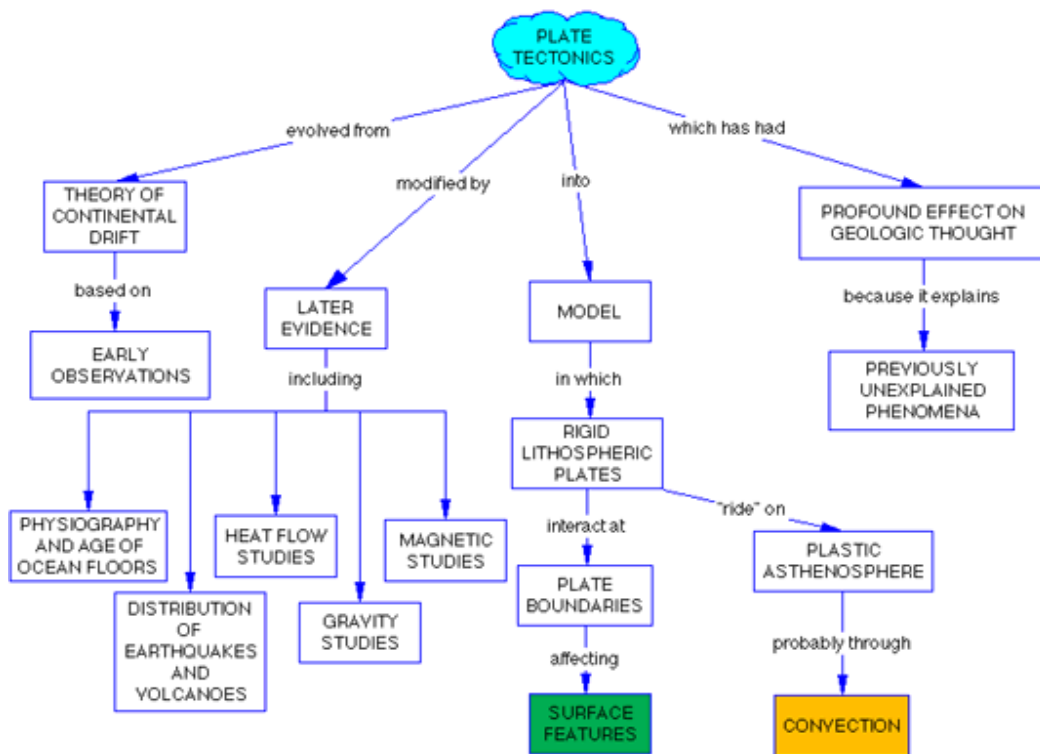 PLATE
TECTONICS
evolved from
which has had
modified by
into
THEORY OF
CONTINENTAL
DRIFT
PROFOUND EFFECT ON
GEOLOGIC THOUGHT
based on
because it explains
LATER
EVIDENCE
MODEL
EARLY
OBSERVATIONS
including
in which
PREVIOUSLY
UNEXPLAINED
PHENOMENA
RIGID
LITHOSPHERIC
PLATES
"ride" on
PHYSIOGRAPHY
AND AGE OF
OCEAN FLOORS
HEAT FLOW
STUDIES
MAGNETIC
STUDIES
interact at
PLASTIC
ASTHENOSPHERE
DISTRIBUTION
OF
EARTHQUAKES
AND
VOLCANOES
GRAVITY
STUDIES
PLATE
BOUNDARIES
affecting
probably through
SURFACE
FEATURES
CONVECTION